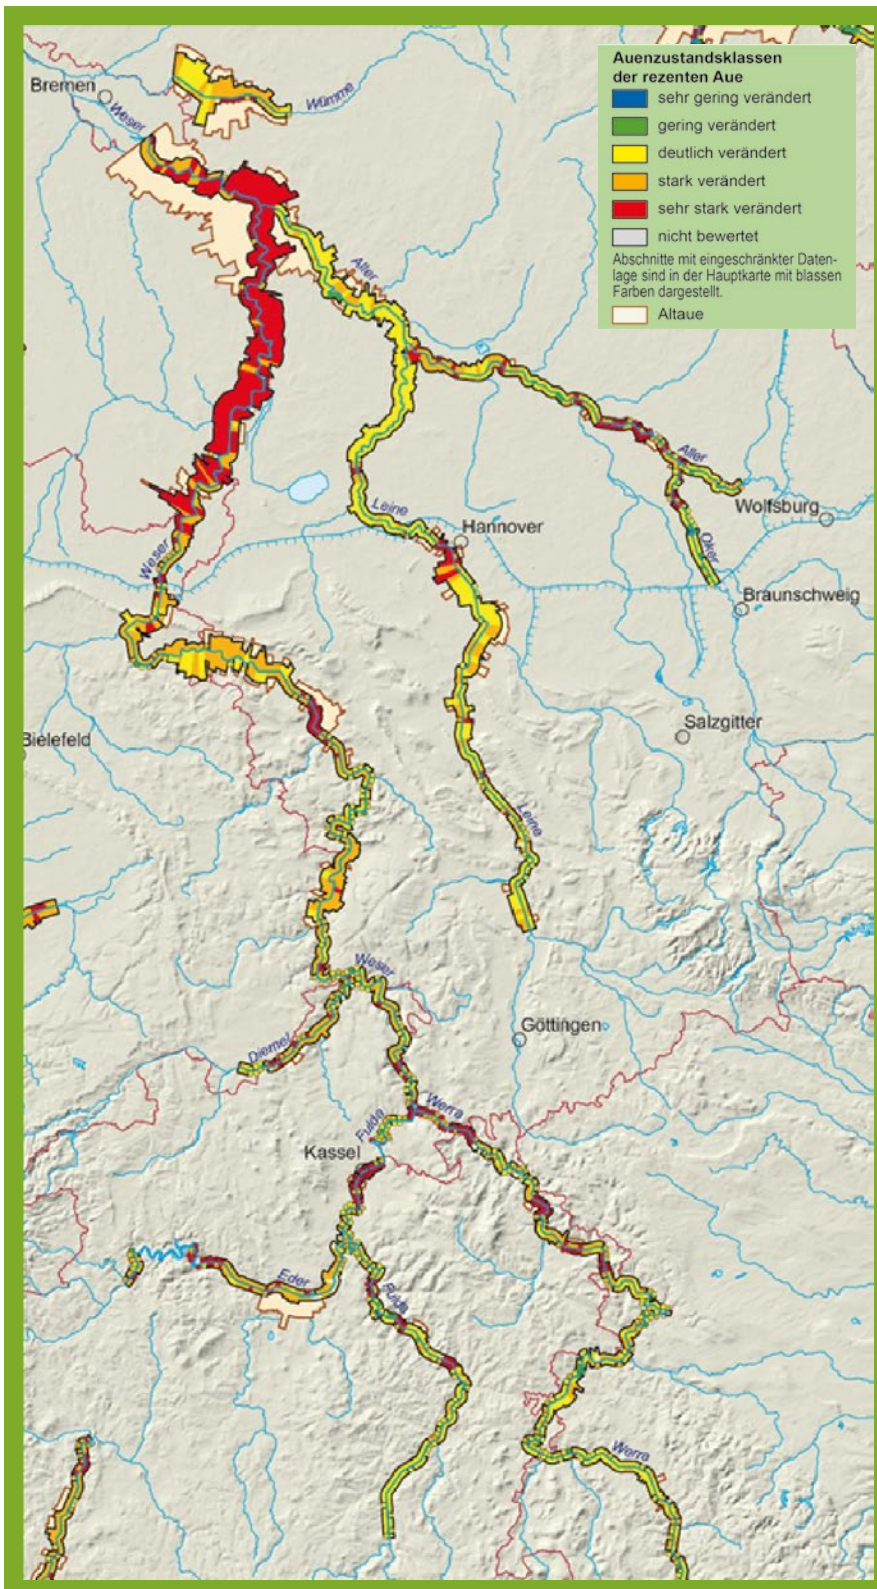 Auenzustandsklassen
der rezenten Aue
sehr gering verändert
gering verändert
deutlich verändert
stark verändert
sehr stark verändert
nicht bewertet
Abschnitte mit eingeschränkter Daten-
lage sind in der Hauptkarte mit blassen
Farben dargestellt.
Altaue
Bremen
Weser
Wümme
Aller
Aller
Wolfsburg
Leine
Hannover
Oker
Weser
Braunschweig
Salzgitter
Bielefeld
Leine
Weser
Göttingen
Diemel
Werra
Fulda
Kassel
Eder
Fulda
Werra